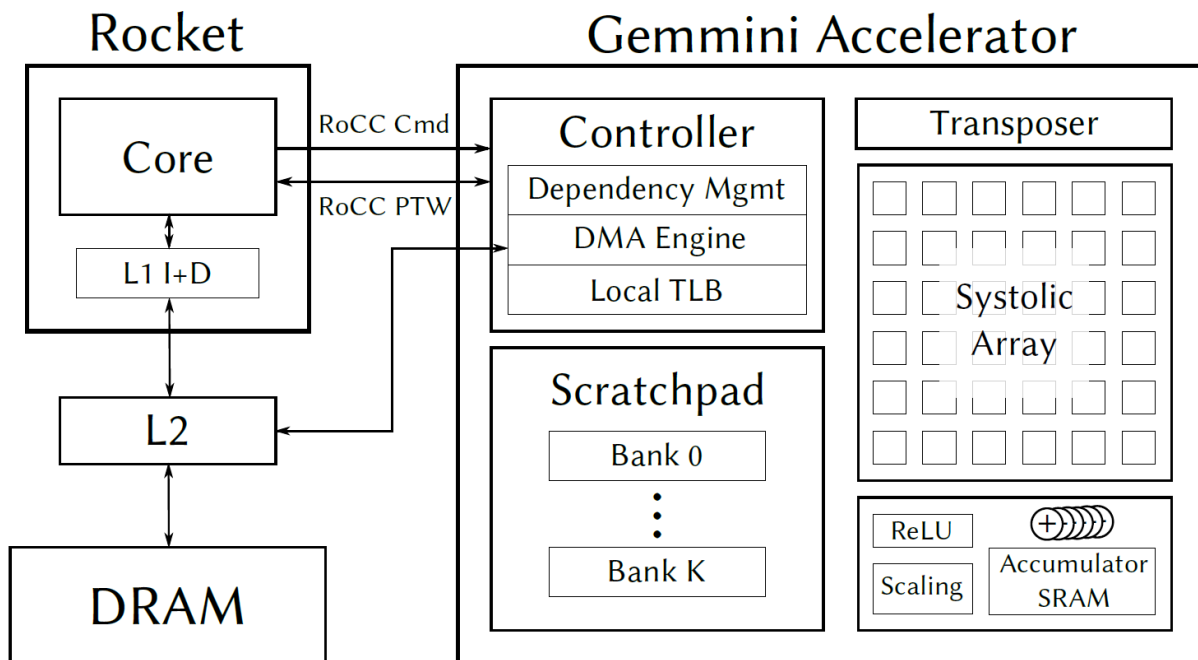 Rocket
Core
L1 I+D
L2
DRAM
RoCC Cmd
RoCC PTW
Gemmini Accelerator
Controller
Dependency Mgmt
DMA Engine
Local TLB
Scratchpad
Bank 0
Bank K
Transposer
Systolic
Array
ReLU
Scaling
+
Accumulator
SRAM